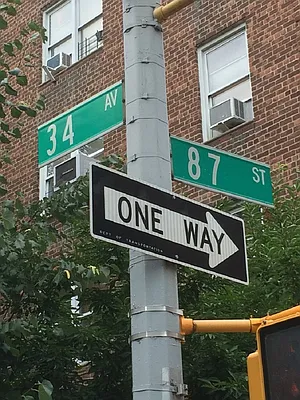 34 AV
87 ST
ONE WAY
DEPT OF TRANSPORTATION